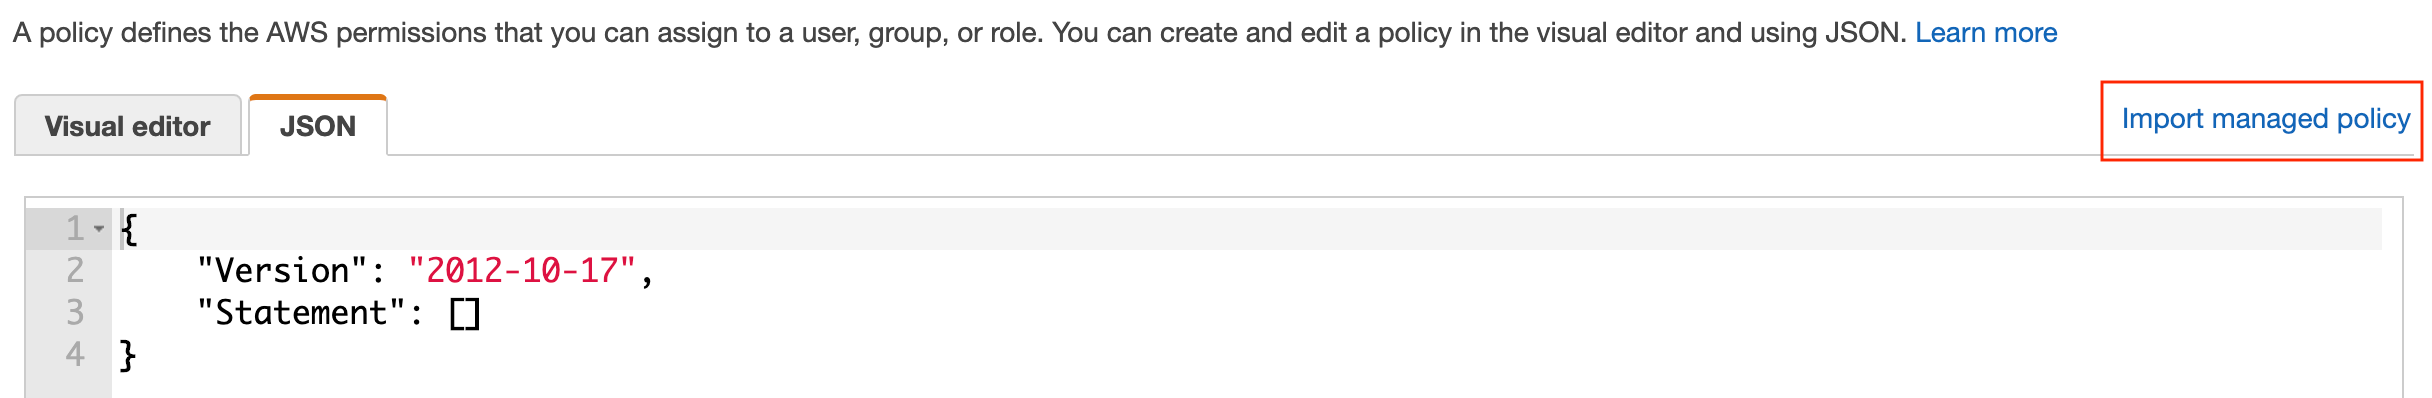 A policy defines the AWS permissions that you can assign to a user, group, or role. You can create and edit a policy in the visual editor and using JSON. Learn more
Visual editor
JSON
Import managed policy
1 {
2 "Version": "2012-10-17",
3 "Statement": []
4 }